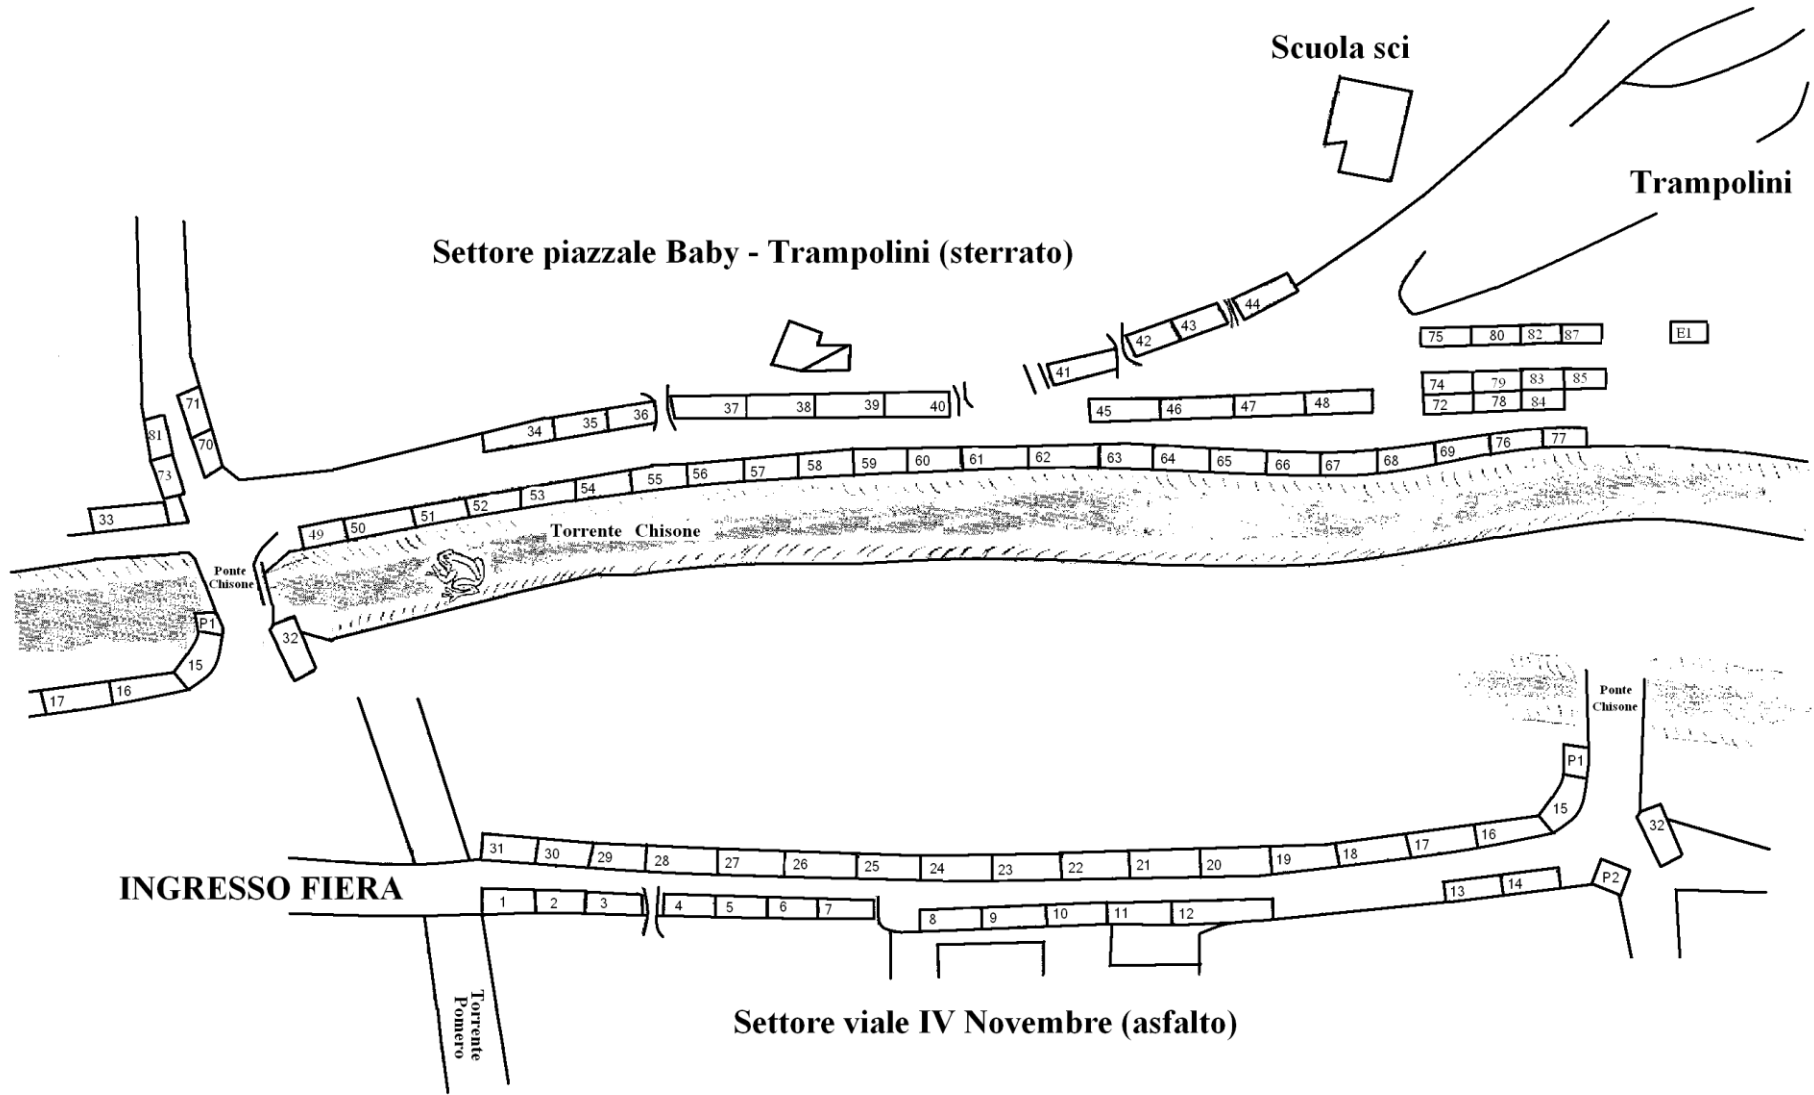 Scuola sci
Trampolini
Settore piazzale Baby - Trampolini (sterrato)
44
43
42
41
75 80 82 87
E1
74 79 83 85
72 78 84
71
70
81
73
33
34 35 36
37 38 39 40
45 46 47 48
49 50 51 52 53 54 55 56 57 58 59 60 61 62 63 64 65 66 67 68 69 76 77
Torrente Chisone
Ponte
Chisone
P1
15
16
17
32
Ponte
Chisone
P1
15
32
31 30 29 28 27 26 25 24 23 22 21 20 19 18 17 16
INGRESSO FIERA
1 2 3 4 5 6 7 8 9 10 11 12 13 14
P2
Torrente
Pomero
Settore viale IV Novembre (asfalto)